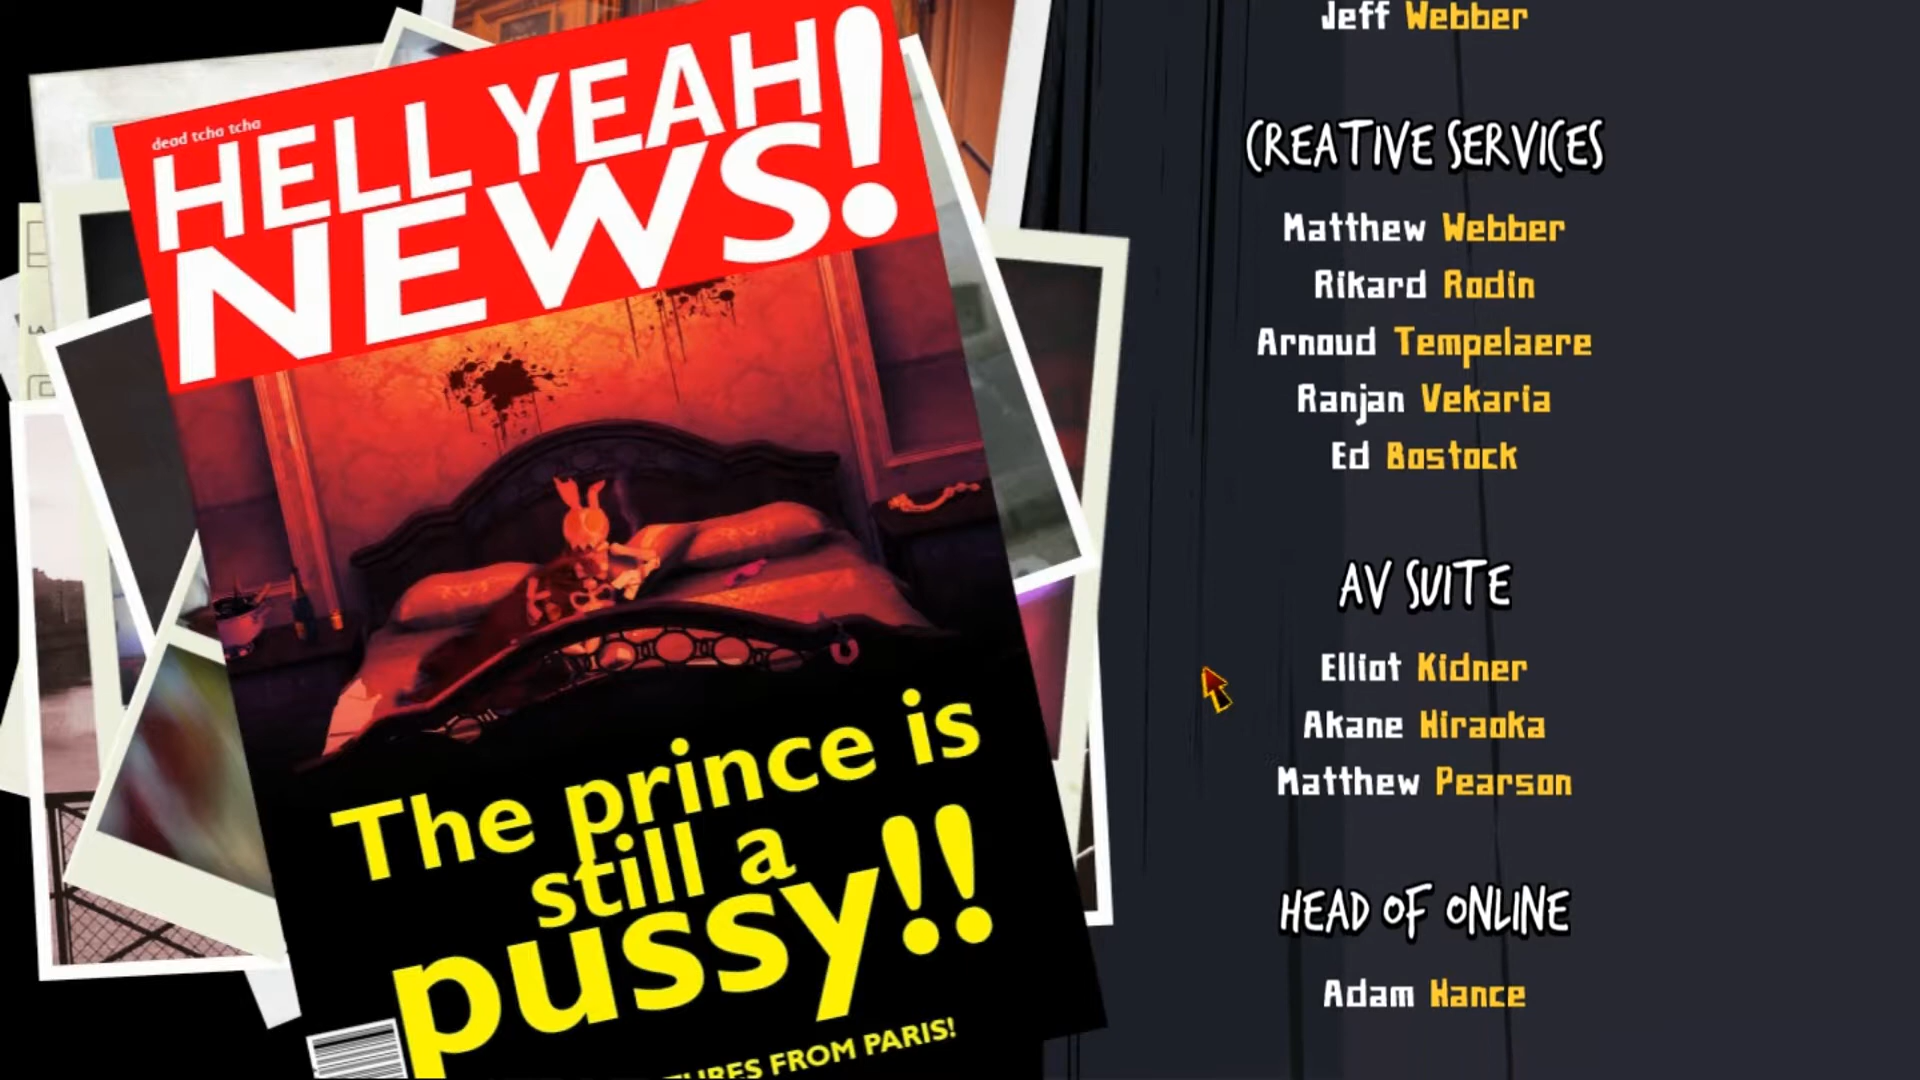 dead tcha tcha
HELL YEAH
NEWS!
The prince is
still a
pussy!!
FROM PARIS!
LA
Jeff Webber
CREATIVE SERVICES
Matthew Webber
Rikard Rodin
Arnoud Tempelaere
Ranjan Vekaria
Ed Bostock
AV SUITE
Elliot Kidner
Akane Hiraoka
Matthew Pearson
HEAD OF ONLINE
Adam Hance